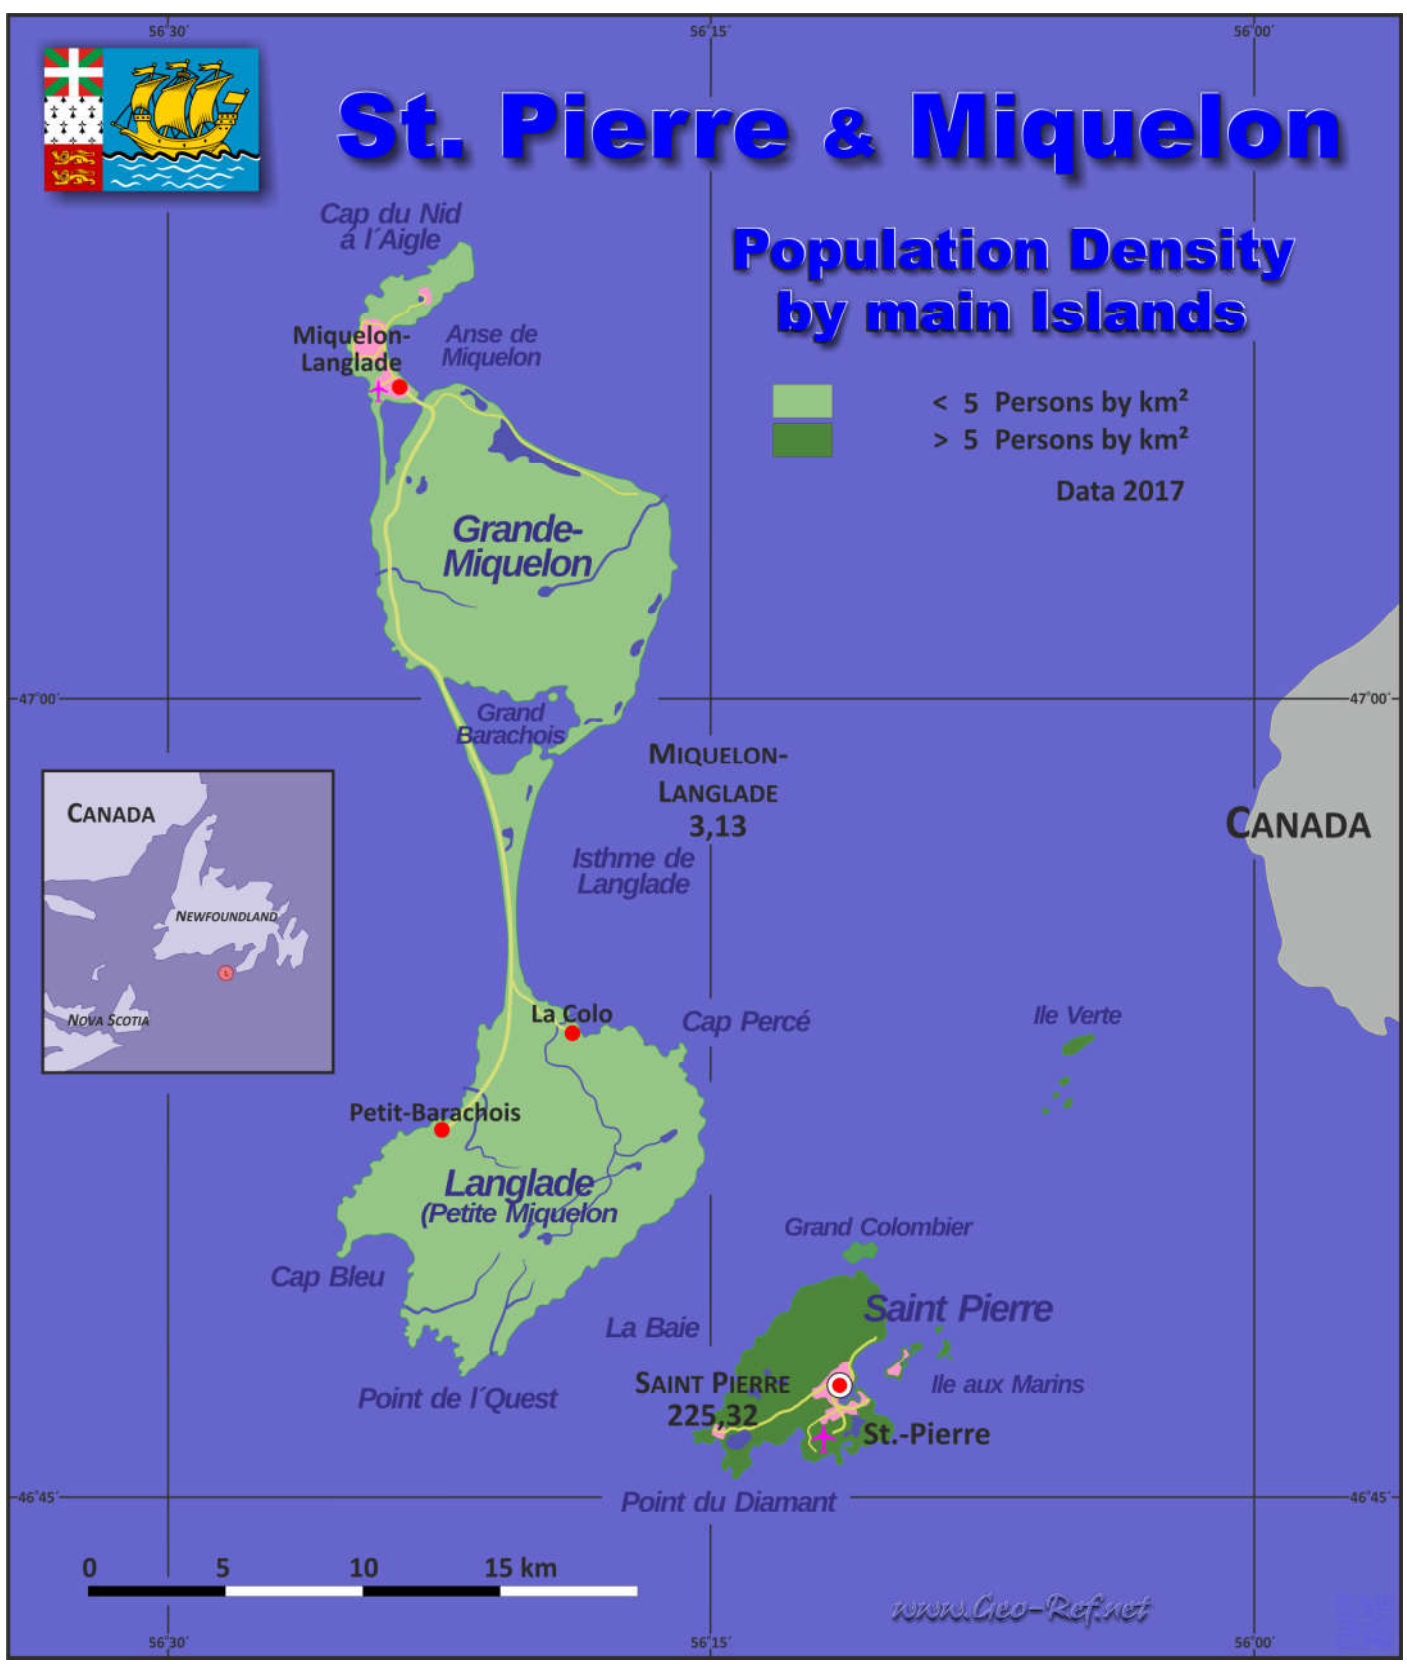 56°30′
56°15′
56°00′
St. Pierre & Miquelon
Population Density
by main Islands
< 5 Persons by km²
> 5 Persons by km²
Data 2017
Cap du Nid
á l´Aigle
Miquelon-
Langlade
Anse de
Miquelon
Grande-
Miquelon
47°00′
47°00′
Grand
Barachois
MIQUELON-
LANGLADE
3,13
Isthme de
Langlade
CANADA
CANADA
NEWFOUNDLAND
NOVA SCOTIA
La Colo
Cap Percé
Ile Verte
Petit-Barachois
Langlade
(Petite Miquelon
Grand Colombier
Cap Bleu
Saint Pierre
La Baie
SAINT PIERRE
225,32
Ile aux Marins
Point de l´Quest
St.-Pierre
46°45′
Point du Diamant
46°45′
0 5 10 15 km
www.Geo-Ref.net
56°30′
56°15′
56°00′